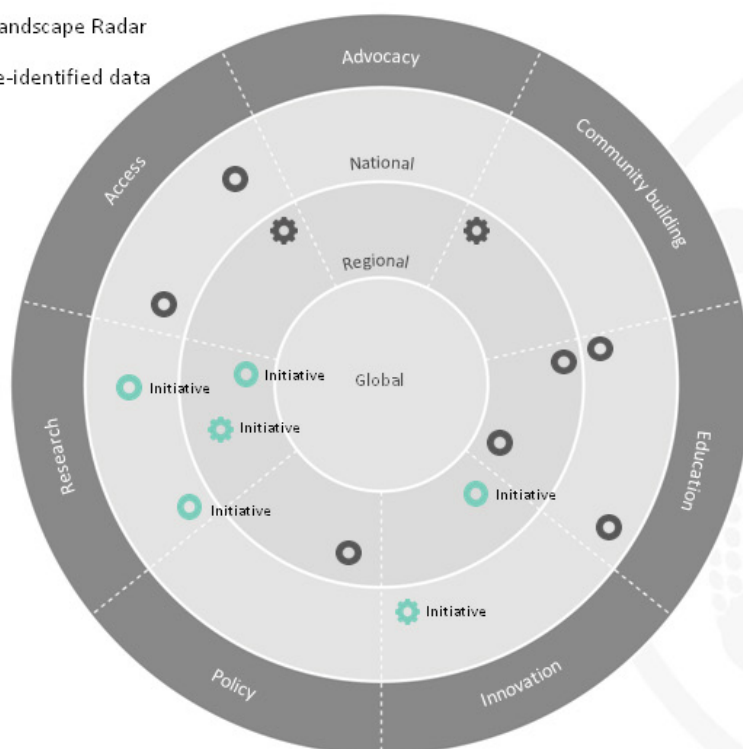 andscape Radar
e-identified data
Advocacy
Access
Community building
National
Regional
Global
Initiative
Initiative
Initiative
Initiative
Initiative
Initiative
Research
Education
Policy
Innovation